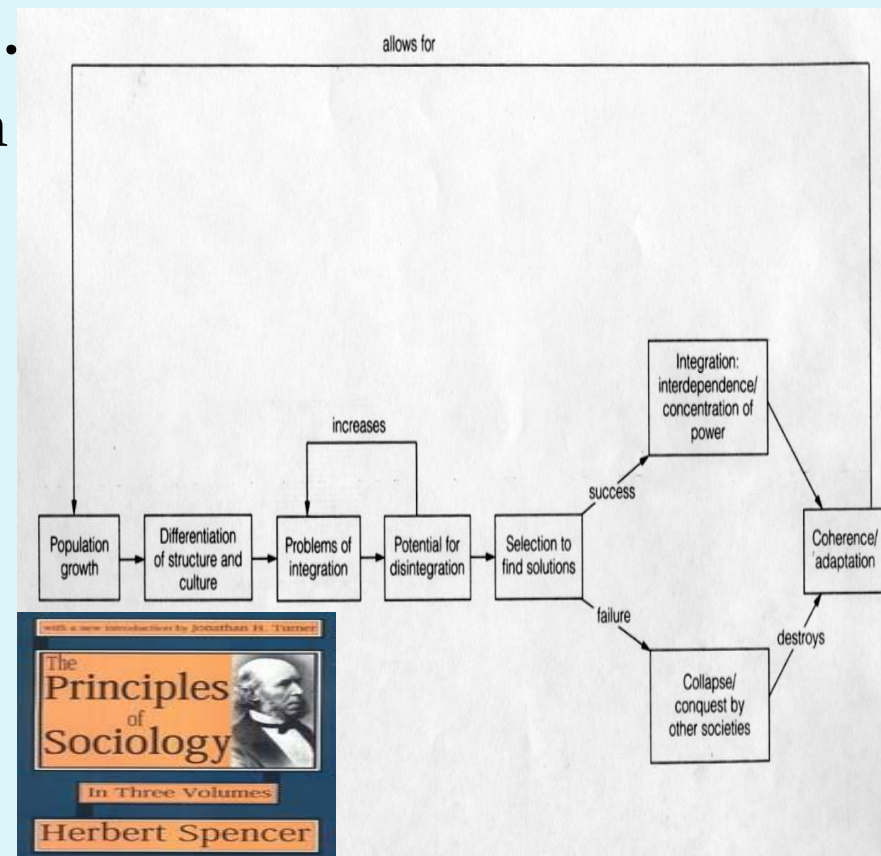 .
n
allows for
increases
Population
growth
Differentiation
of structure and
culture
Problems of
integration
Potential for
disintegration
Selection to
find solutions
success
failure
Integration:
interdependence/
concentration of
power
Collapse/
conquest by
other societies
destroys
Coherence/
adaptation
with a new introduction by Jonathan H. Turner
The
Principles
of
Sociology
In Three Volumes
Herbert Spencer